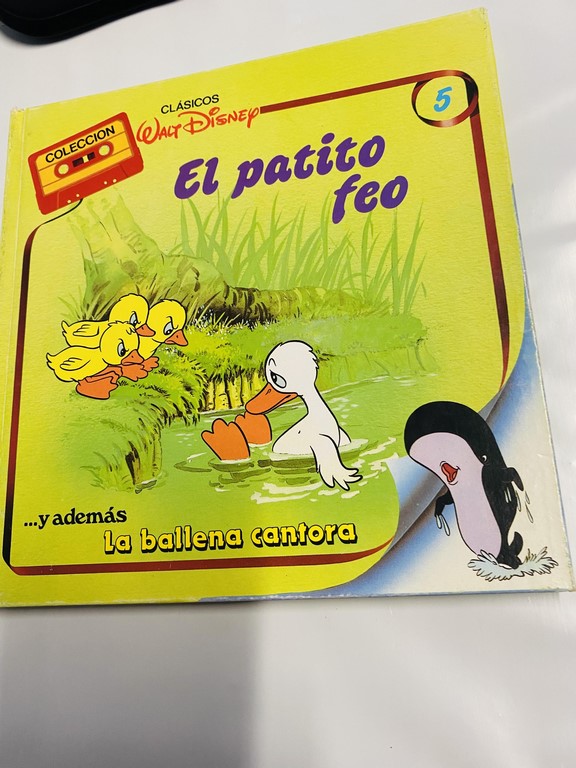 COLECCION
CLÁSICOS
WALT DISNEY
5
El patito
feo
...y además
La ballena cantora